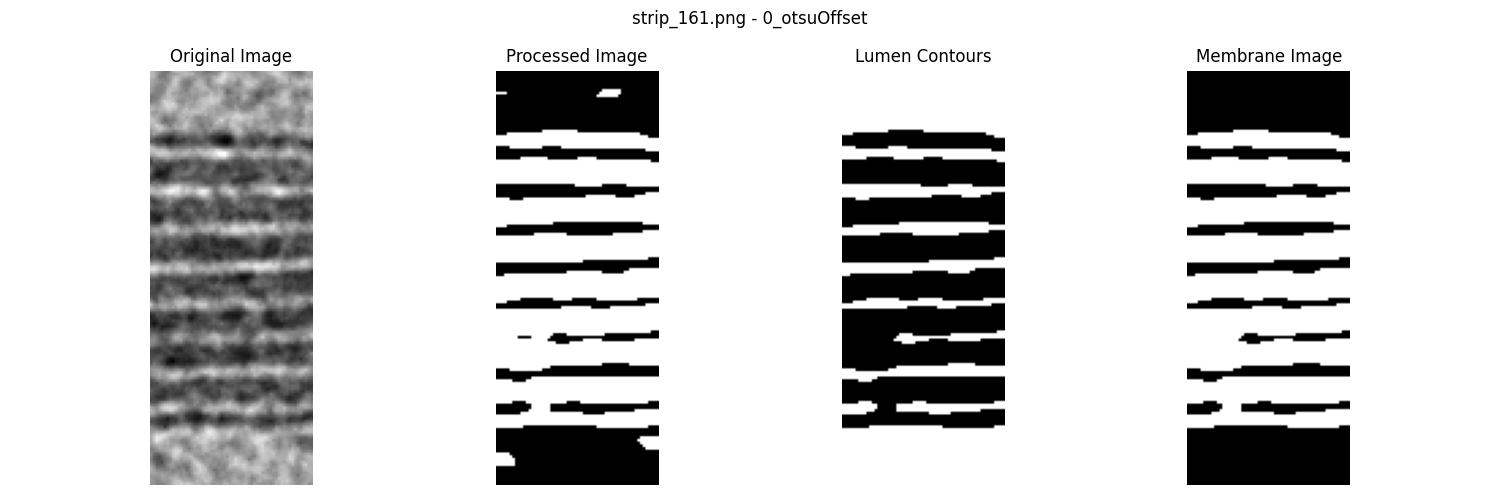 strip_161.png - 0_otsuOffset
Original Image
Processed Image
Lumen Contours
Membrane Image